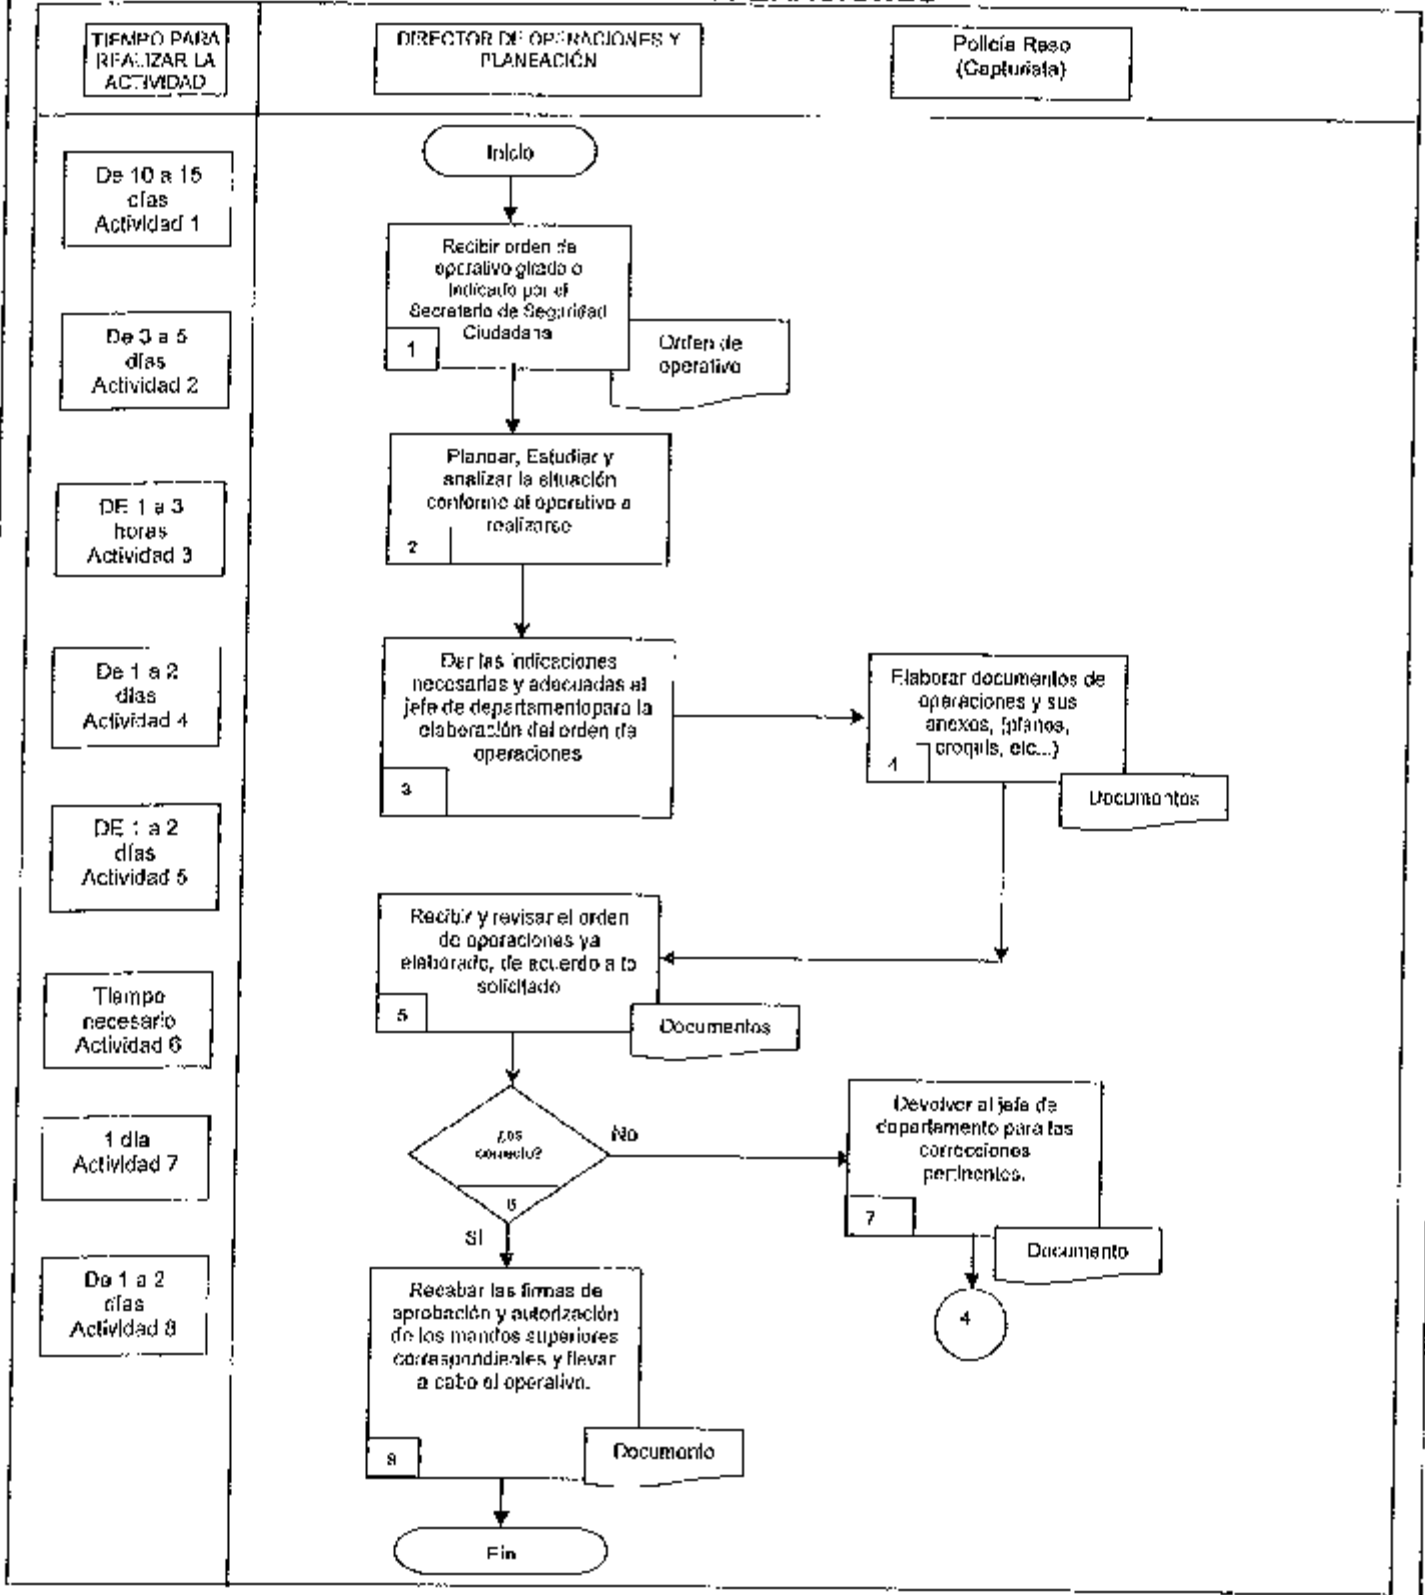 TIEMPO PARA
REALIZAR LA
ACTIVIDAD
DIRECTOR DE OPERACIONES Y
PLANEACIÓN
Policía Raso
(Capturista)
De 10 a 15
días
Actividad 1
De 3 a 5
días
Actividad 2
DE 1 a 3
horas
Actividad 3
De 1 a 2
días
Actividad 4
DE 1 a 2
días
Actividad 5
Tiempo
necesario
Actividad 6
1 día
Actividad 7
De 1 a 2
días
Actividad 8
Inicio
Recibir orden de
operativo girado o
indicado por el
Secretario de Seguridad
Ciudadana
1
Orden de
operativo
Planear, Estudiar y
analizar la situación
conforme al operativo a
realizarse
2
Dar las indicaciones
necesarias y adecuadas al
jefe de departamentopara la
elaboración del orden de
operaciones
3
Elaborar documentos de
operaciones y sus
anexos, (planos,
croquis, etc...)
4
Documentos
Recibir y revisar el orden
de operaciones ya
elaborado, de acuerdo a lo
solicitado
5
Documentos
¿es
correcto?
6
No
SI
Devolver al jefe de
departamento para las
correcciones
pertinentes.
7
Documento
4
Recabar las firmas de
aprobación y autorización
de los mandos superiores
correspondientes y llevar
a cabo el operativo.
Documento
Fin